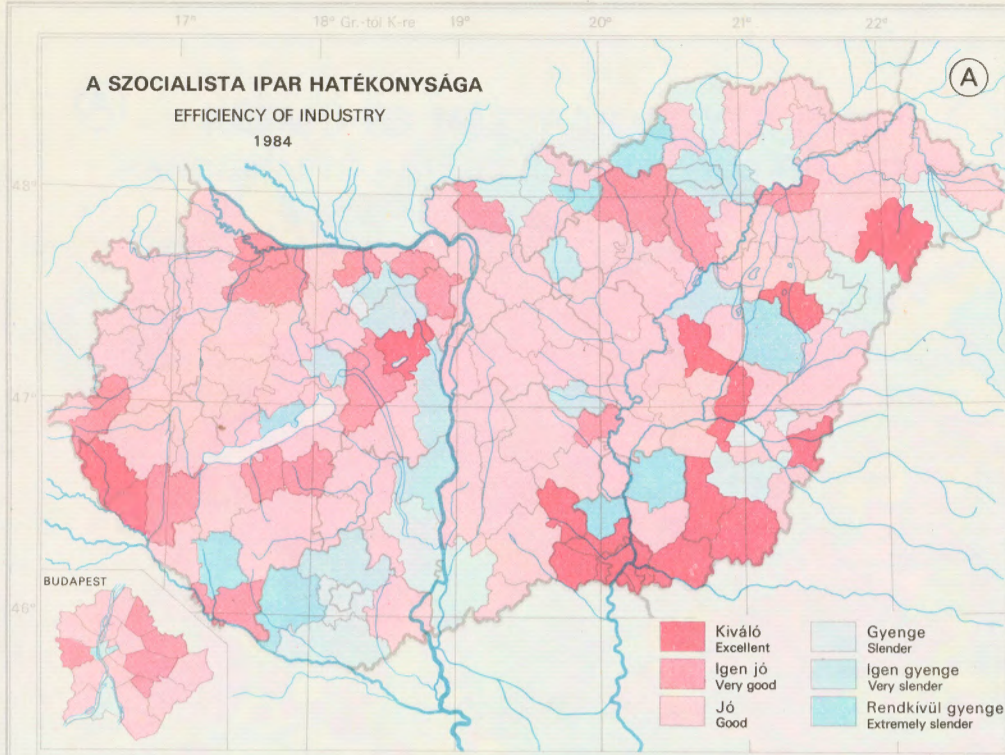 17° 18° Gr.-tól K-re 19° 20° 21° 22°
A SZOCIALISTA IPAR HATÉKONYSÁGA
EFFICIENCY OF INDUSTRY
1984
A
48°
47°
46°
BUDAPEST
Kiváló
Excellent
Igen jó
Very good
Jó
Good
Gyenge
Slender
Igen gyenge
Very slender
Rendkívül gyenge
Extremely slender